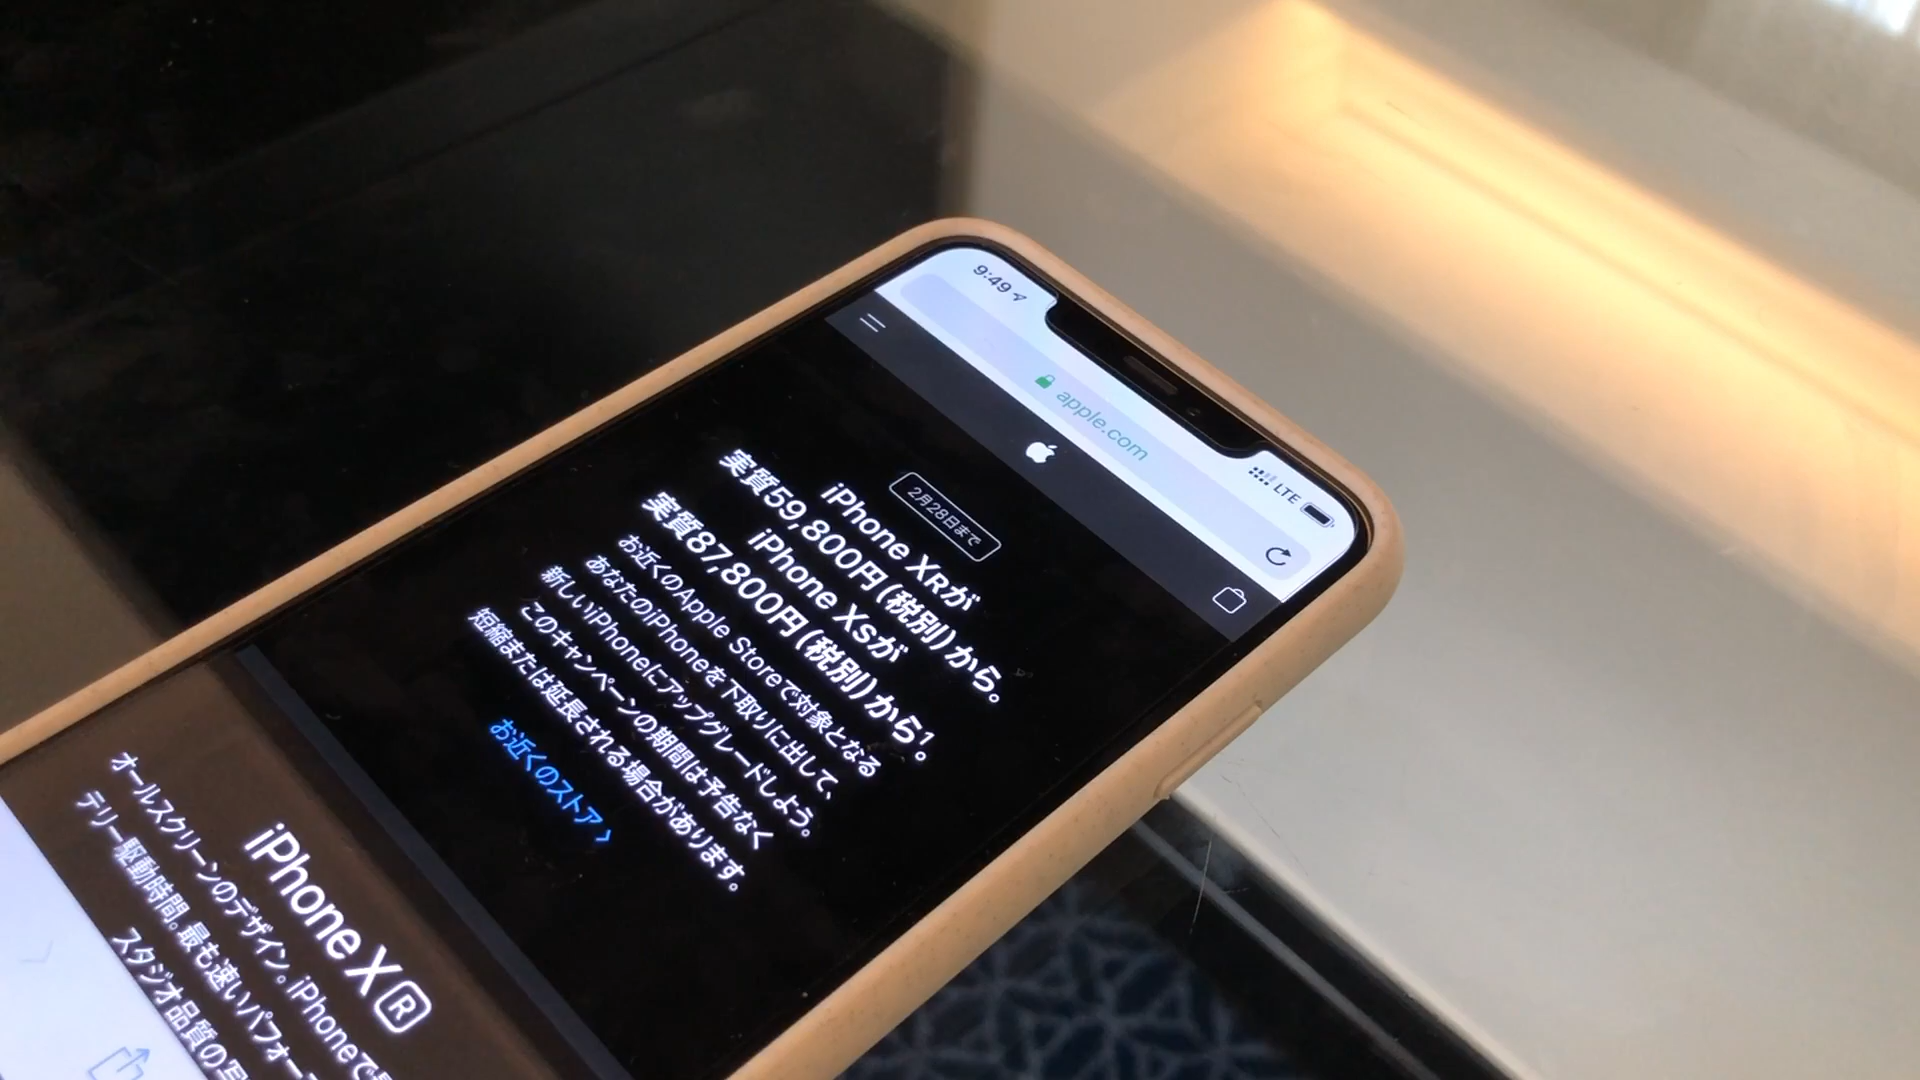 9:49
LTE
apple.com
2月28日まで
iPhone XRが
実質59,800円(税別)から。
iPhone XSが
実質87,800円(税別)から¹。
お近くのApple Storeで対象となる
あなたのiPhoneを下取りに出して、
新しいiPhoneにアップグレードしよう。
このキャンペーンの期間は予告なく
短縮または延長される場合があります。
お近くのストア >
iPhone XR
オールスクリーンのデザイン。iPhoneで
テリー駆動時間。最も速いパフォー
スタジオ品質の写